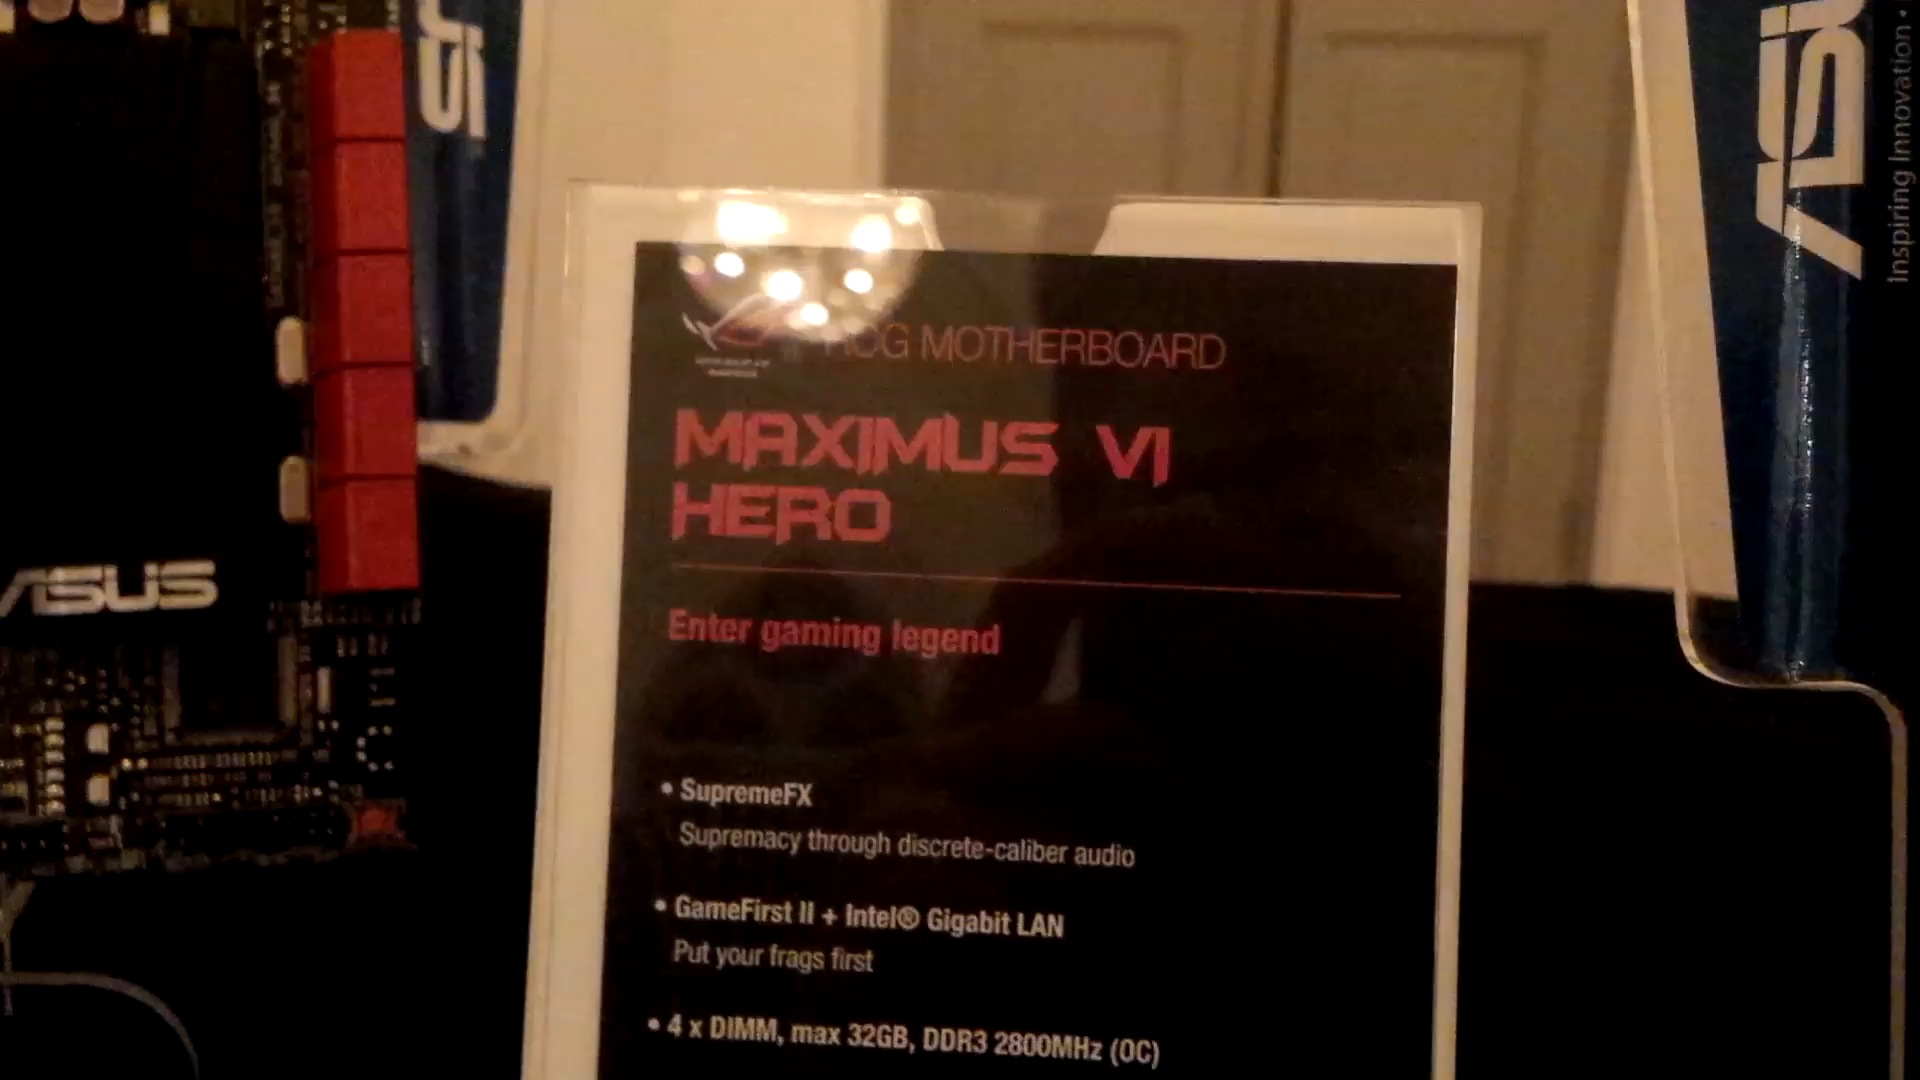 ASUS
Inspiring Innovation •
ROG MOTHERBOARD
MAXIMUS VI
HERO
Enter gaming legend
• SupremeFX
Supremacy through discrete-caliber audio
• GameFirst II + Intel® Gigabit LAN
Put your frags first
• 4 x DIMM, max 32GB, DDR3 2800MHz (OC)
ASUS